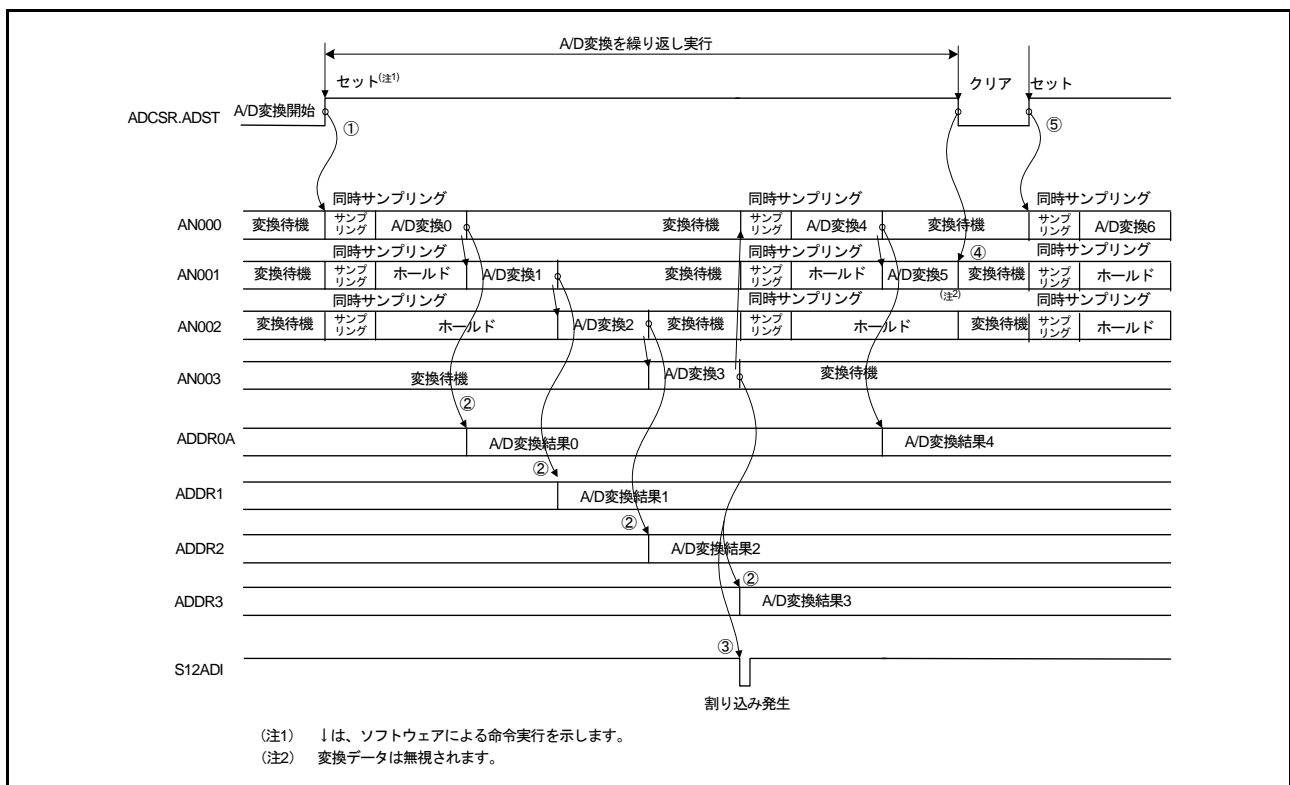 A/D変換を繰り返し実行
セット(注1)
クリア
セット
ADCSR.ADST
A/D変換開始
①
⑤
同時サンプリング
同時サンプリング
同時サンプリング
AN000
変換待機
サンプリング
A/D変換0
変換待機
サンプリング
A/D変換4
変換待機
サンプリング
A/D変換6
同時サンプリング
同時サンプリング
④
同時サンプリング
AN001
変換待機
サンプリング
ホールド
A/D変換1
変換待機
サンプリング
ホールド
A/D変換5
変換待機
サンプリング
ホールド
同時サンプリング
同時サンプリング
(注2)
同時サンプリング
AN002
変換待機
サンプリング
ホールド
A/D変換2
変換待機
サンプリング
ホールド
変換待機
サンプリング
ホールド
AN003
変換待機
A/D変換3
変換待機
②
ADDR0A
A/D変換結果0
A/D変換結果4
②
ADDR1
A/D変換結果1
②
ADDR2
A/D変換結果2
②
ADDR3
A/D変換結果3
③
S12ADI
割り込み発生
(注1) ↓は、ソフトウェアによる命令実行を示します。
(注2) 変換データは無視されます。